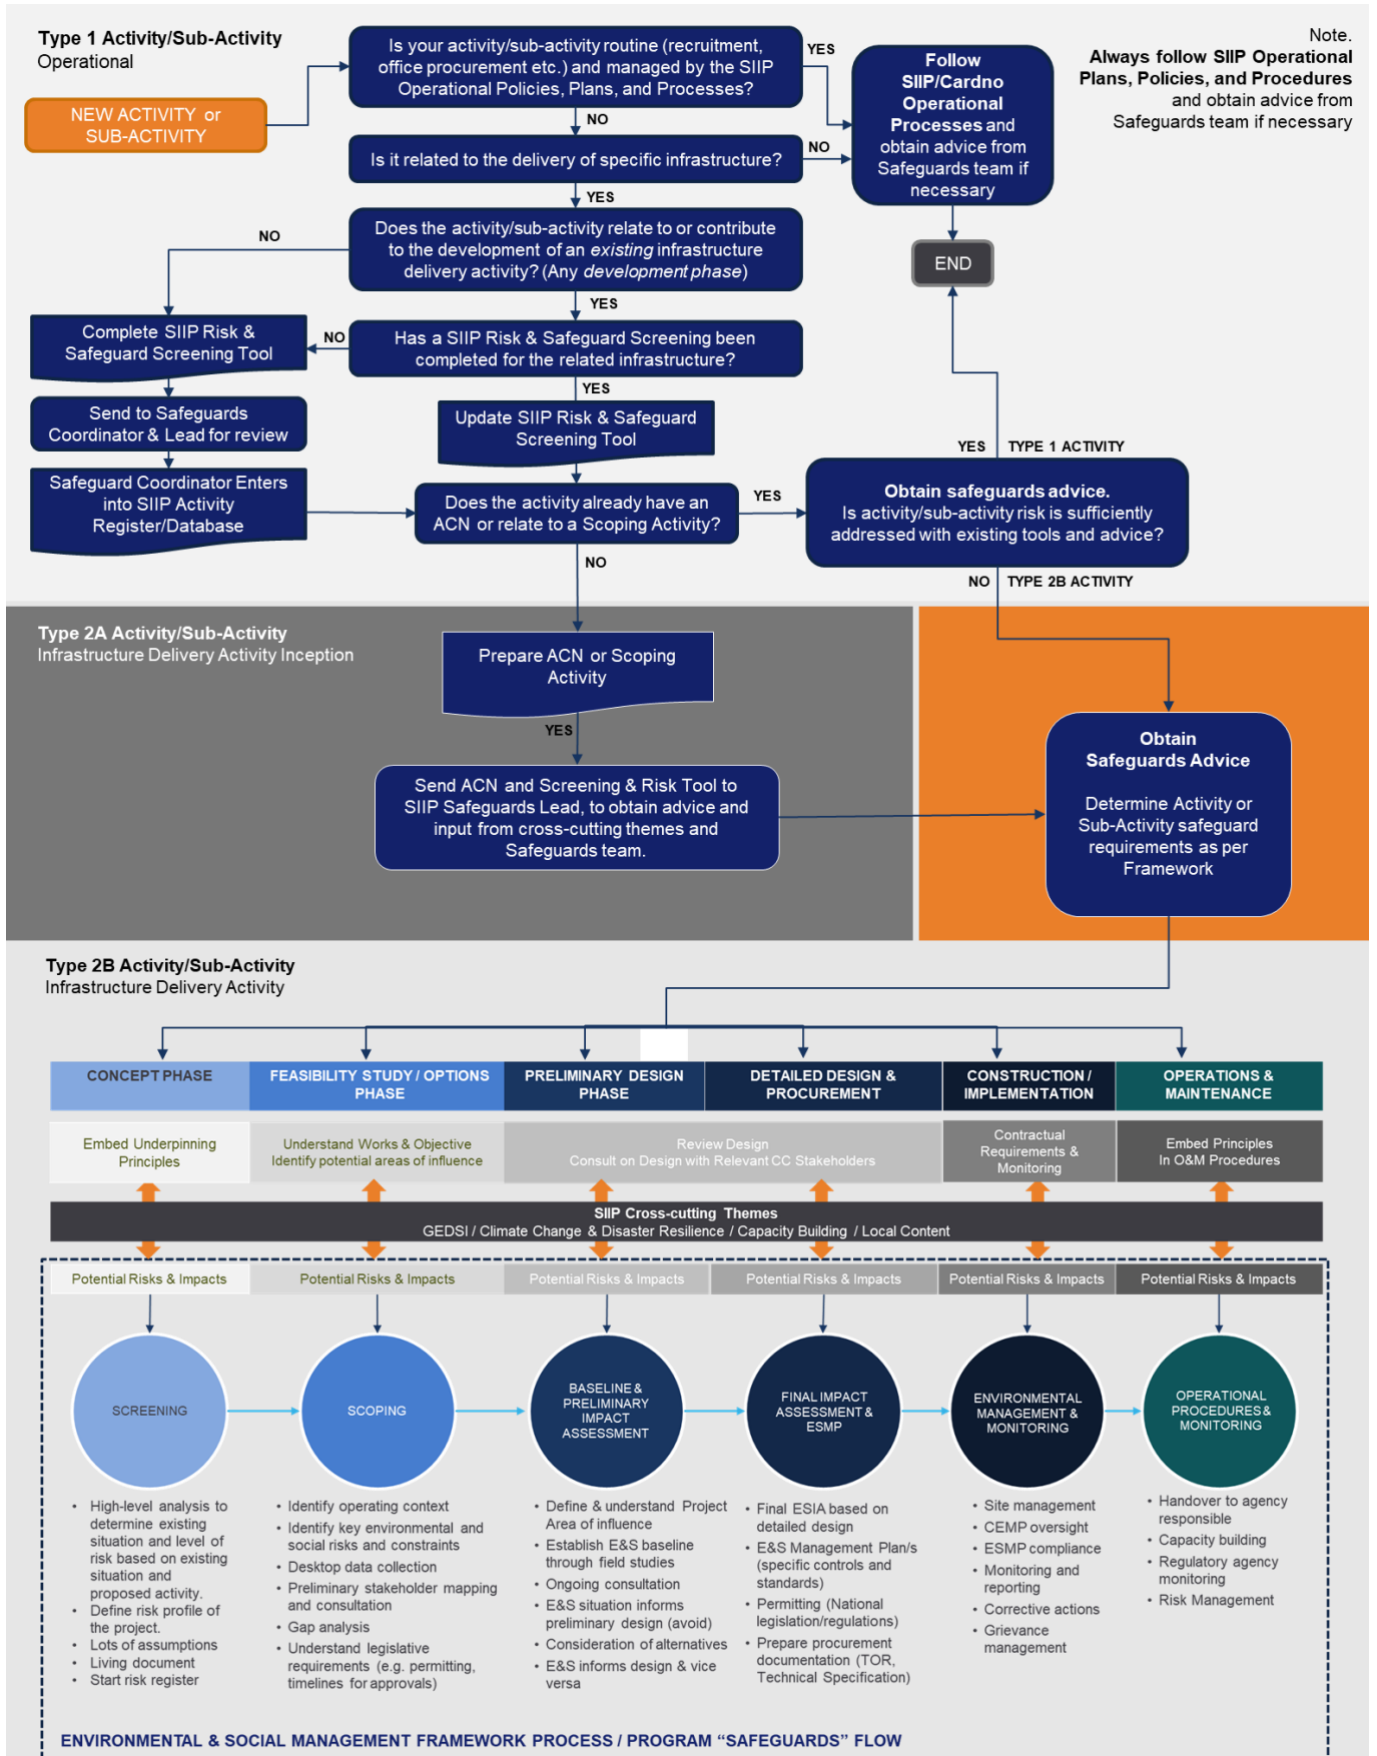 Type 1 Activity/Sub-Activity
Operational
NEW ACTIVITY or
SUB-ACTIVITY
Is your activity/sub-activity routine (recruitment,
office procurement etc.) and managed by the SIIP
Operational Policies, Plans, and Processes?
YES
NO
Follow
SIIP/Cardno
Operational
Processes and
obtain advice from
Safeguards team if
necessary
Note.
Always follow SIIP Operational
Plans, Policies, and Procedures
and obtain advice from
Safeguards team if necessary
Is it related to the delivery of specific infrastructure?
NO
YES
END
Does the activity/sub-activity relate to or contribute
to the development of an existing infrastructure
delivery activity? (Any development phase)
NO
YES
Has a SIIP Risk & Safeguard Screening been
completed for the related infrastructure?
NO
YES
Complete SIIP Risk &
Safeguard Screening Tool
Send to Safeguards
Coordinator & Lead for review
Safeguard Coordinator Enters
into SIIP Activity
Register/Database
Update SIIP Risk & Safeguard
Screening Tool
Does the activity already have an
ACN or relate to a Scoping Activity?
YES
NO
YES TYPE 1 ACTIVITY
Obtain safeguards advice.
Is activity/sub-activity risk is sufficiently
addressed with existing tools and advice?
NO TYPE 2B ACTIVITY
Type 2A Activity/Sub-Activity
Infrastructure Delivery Activity Inception
Prepare ACN or Scoping
Activity
YES
Send ACN and Screening & Risk Tool to
SIIP Safeguards Lead, to obtain advice and
input from cross-cutting themes and
Safeguards team.
Obtain
Safeguards Advice
Determine Activity or
Sub-Activity safeguard
requirements as per
Framework
Type 2B Activity/Sub-Activity
Infrastructure Delivery Activity
CONCEPT PHASE
FEASIBILITY STUDY / OPTIONS
PHASE
PRELIMINARY DESIGN
PHASE
DETAILED DESIGN &
PROCUREMENT
CONSTRUCTION /
IMPLEMENTATION
OPERATIONS &
MAINTENANCE
Embed Underpinning
Principles
Understand Works & Objective
Identify potential areas of influence
Review Design
Consult on Design with Relevant CC Stakeholders
Contractual
Requirements &
Monitoring
Embed Principles
In O&M Procedures
SIIP Cross-cutting Themes
GEDSI / Climate Change & Disaster Resilience / Capacity Building / Local Content
Potential Risks & Impacts
Potential Risks & Impacts
Potential Risks & Impacts
Potential Risks & Impacts
Potential Risks & Impacts
Potential Risks & Impacts
SCREENING
SCOPING
BASELINE &
PRELIMINARY
IMPACT
ASSESSMENT
FINAL IMPACT
ASSESSMENT &
ESMP
ENVIRONMENTAL
MANAGEMENT &
MONITORING
OPERATIONAL
PROCEDURES &
MONITORING
• High-level analysis to
determine existing
situation and level of
risk based on existing
situation and
proposed activity.
• Define risk profile of
the project.
• Lots of assumptions
• Living document
• Start risk register
• Identify operating context
• Identify key environmental and
social risks and constraints
• Desktop data collection
• Preliminary stakeholder mapping
and consultation
• Gap analysis
• Understand legislative
requirements (e.g. permitting,
timelines for approvals)
• Define & understand Project
Area of influence
• Establish E&S baseline
through field studies
• Ongoing consultation
• E&S situation informs
preliminary design (avoid)
• Consideration of alternatives
• E&S informs design & vice
versa
• Final ESIA based on
detailed design
• E&S Management Plan/s
(specific controls and
standards)
• Permitting (National
legislation/regulations)
• Prepare procurement
documentation (TOR,
Technical Specification)
• Site management
• CEMP oversight
• ESMP compliance
• Monitoring and
reporting
• Corrective actions
• Grievance
management
• Handover to agency
responsible
• Capacity building
• Regulatory agency
monitoring
• Risk Management
ENVIRONMENTAL & SOCIAL MANAGEMENT FRAMEWORK PROCESS / PROGRAM “SAFEGUARDS” FLOW